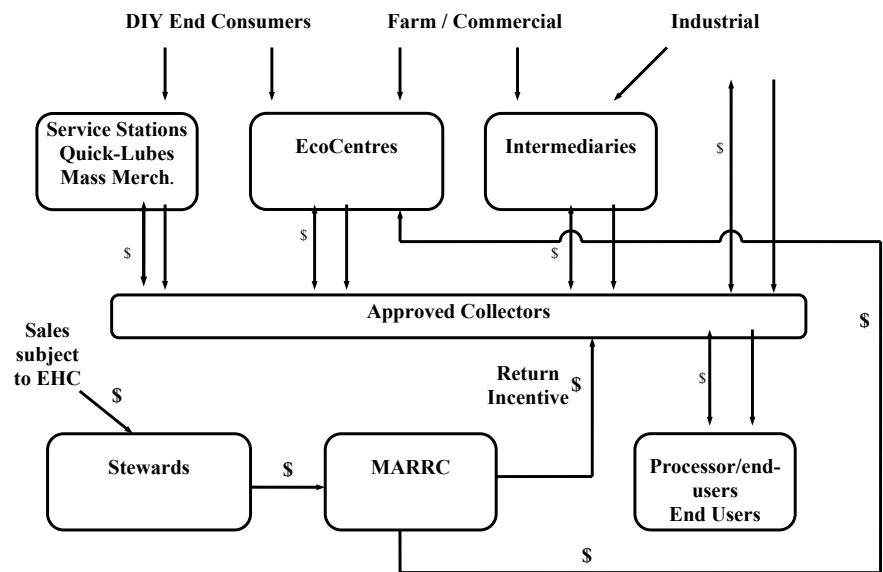 DIY End Consumers
Farm / Commercial
Industrial
Service Stations
Quick-Lubes
Mass Merch.
EcoCentres
Intermediaries
$
$
$
$
Approved Collectors
$
Sales
subject
to EHC
$
Return
Incentive
$
$
Stewards
$
MARRC
Processor/end-
users
End Users
$